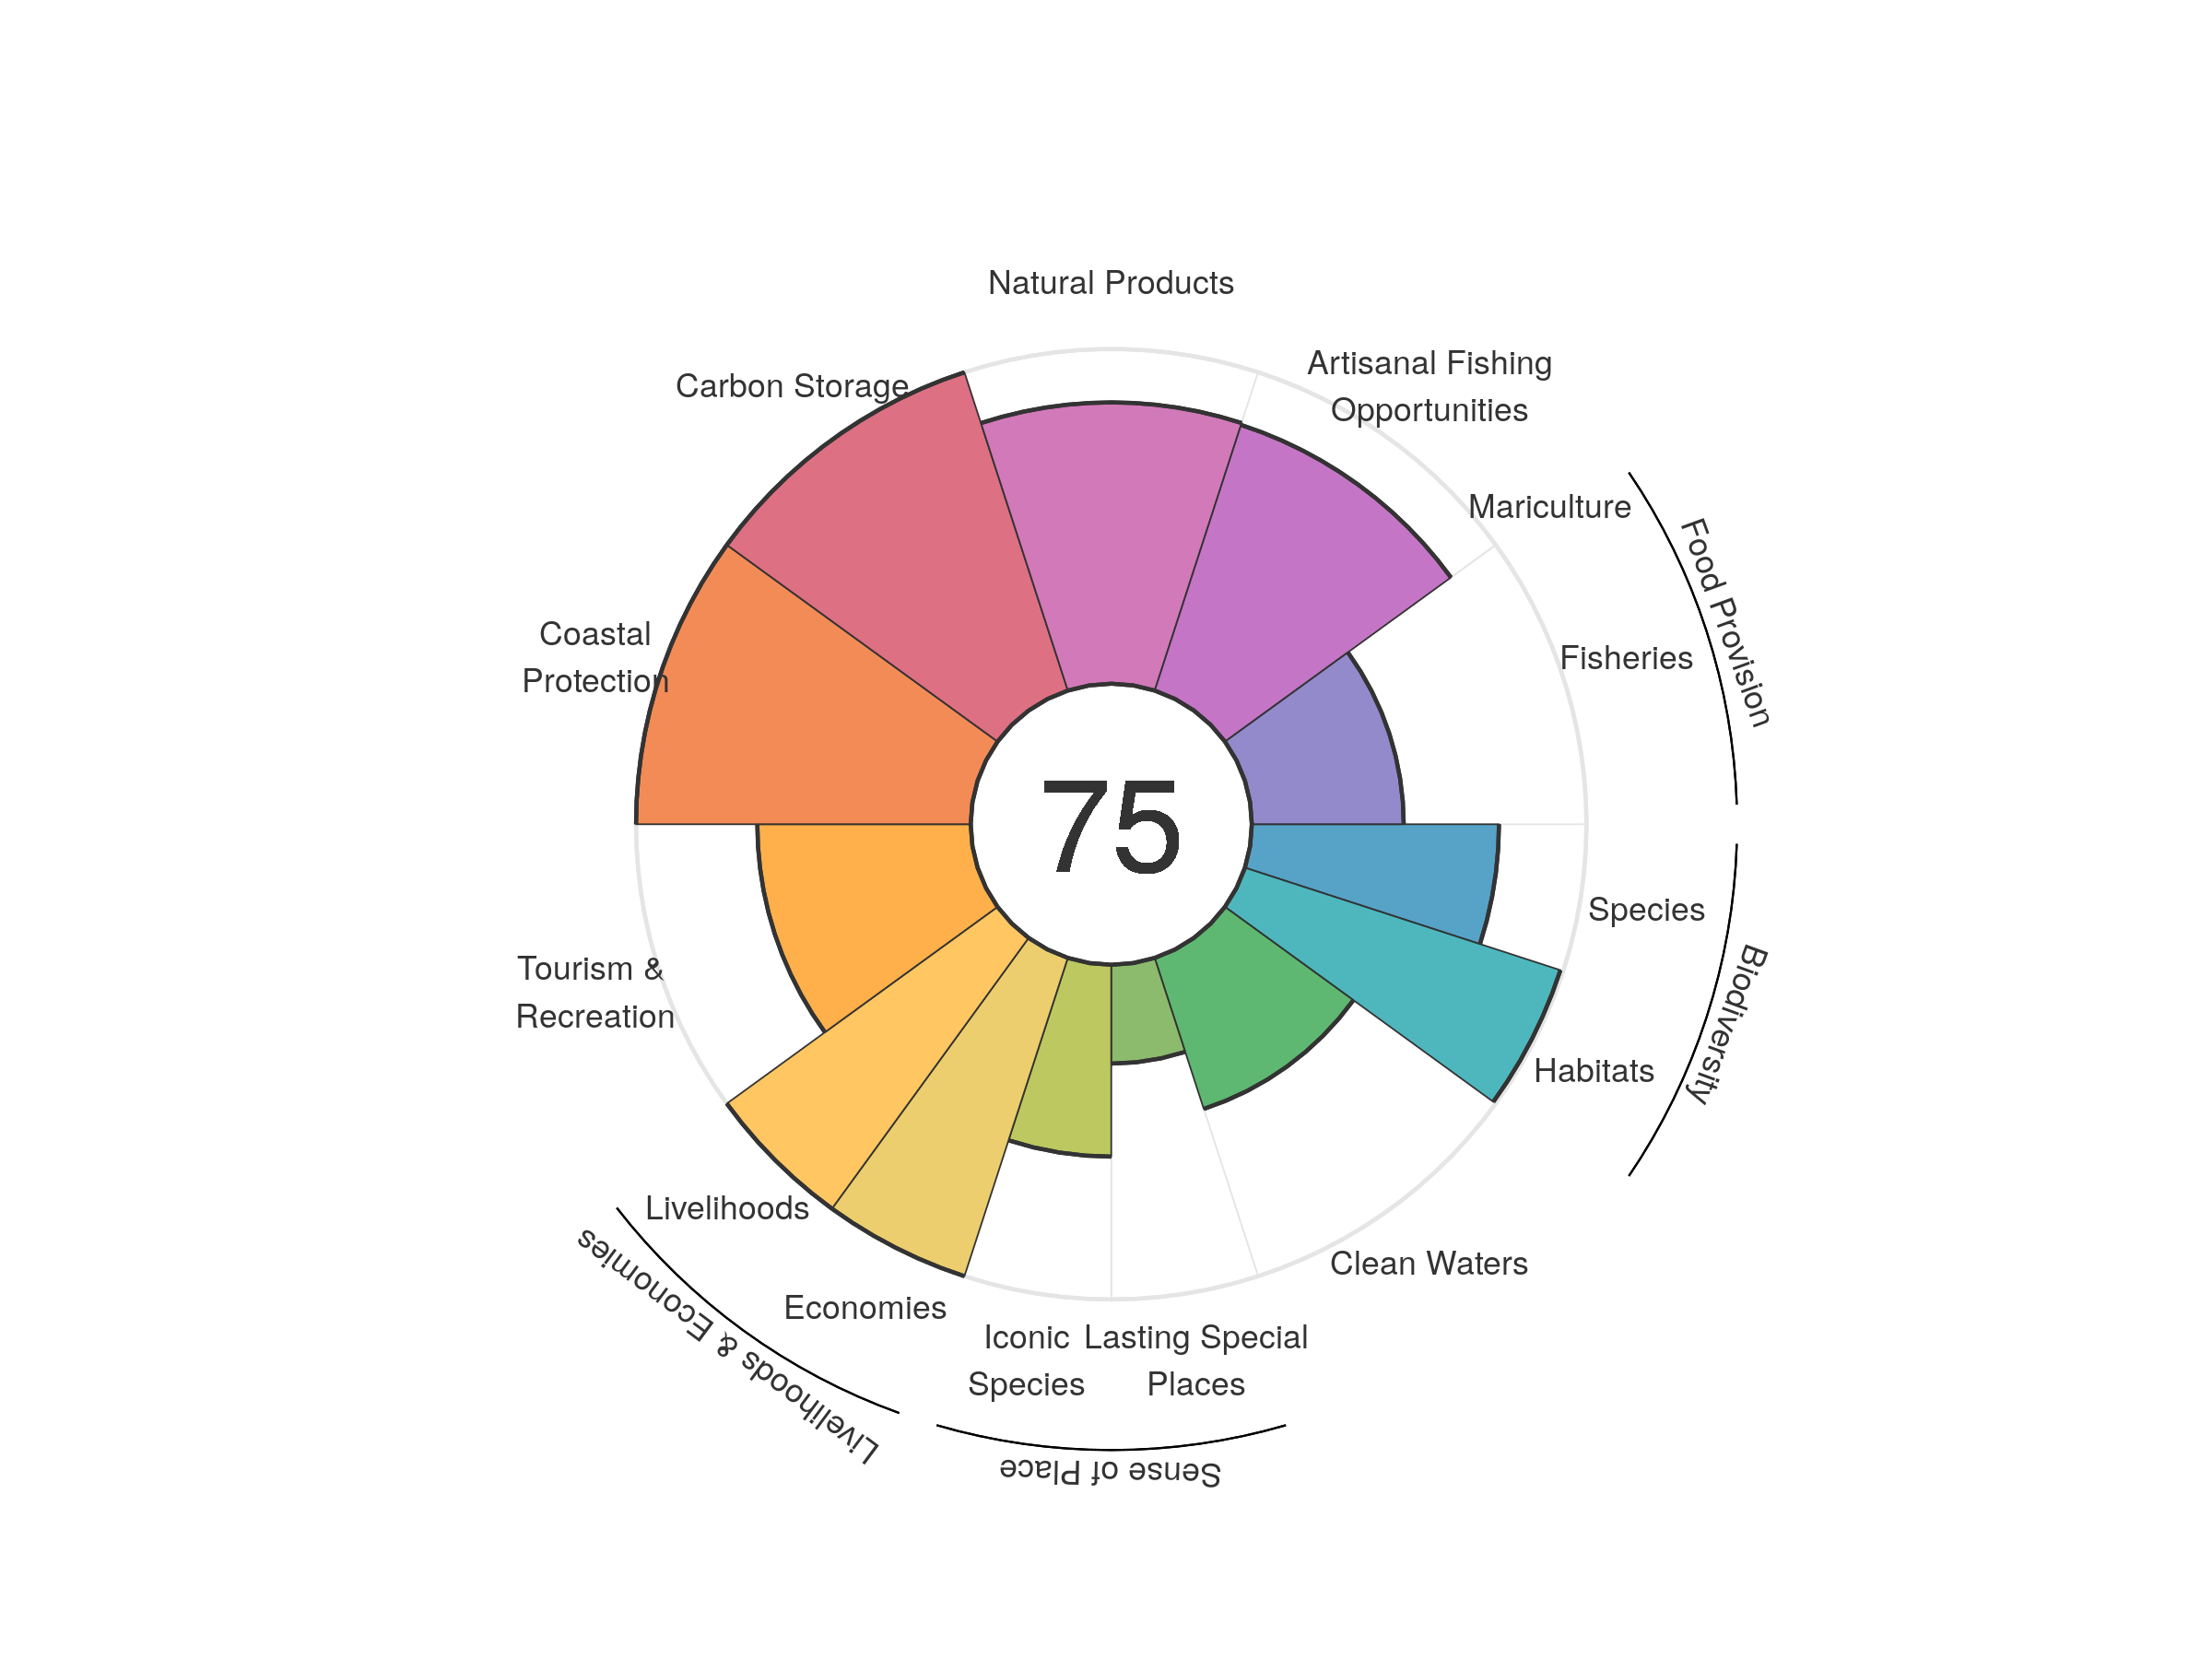 Natural Products
Artisanal Fishing
Opportunities
Carbon Storage
Mariculture
Food Provision
Coastal
Protection
Fisheries
75
Species
Biodiversity
Tourism &
Recreation
Habitats
Livelihoods
Livelihoods & Economies
Clean Waters
Economies
Iconic
Species
Lasting Special
Places
Sense of Place